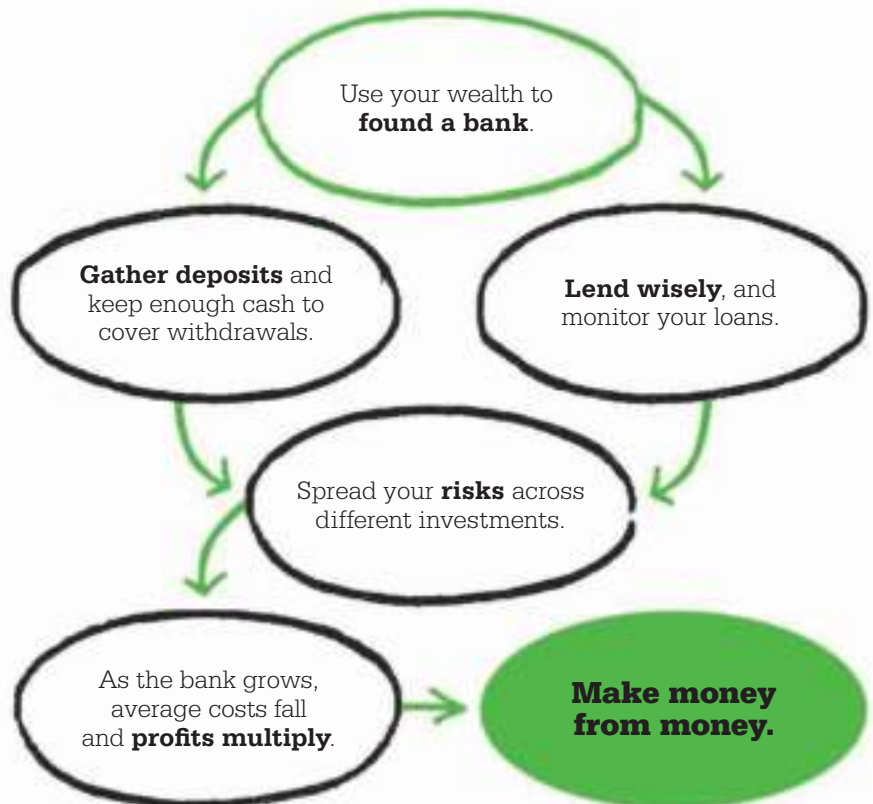 Use your wealth to
found a bank.
Gather deposits and
keep enough cash to
cover withdrawals.
Lend wisely, and
monitor your loans.
Spread your risks across
different investments.
As the bank grows,
average costs fall
and profits multiply.
Make money
from money.